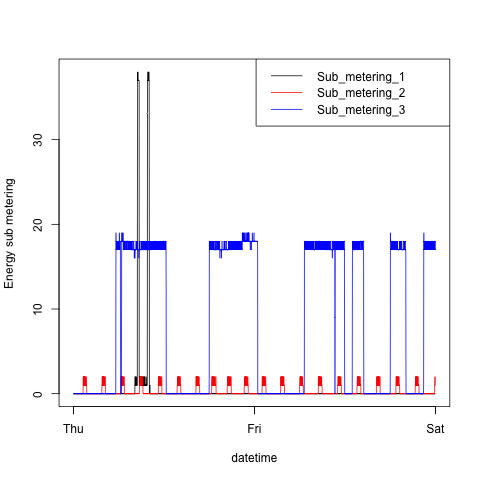 Sub_metering_1
Sub_metering_2
Sub_metering_3
Energy sub metering
30
20
10
0
Thu Fri Sat
datetime